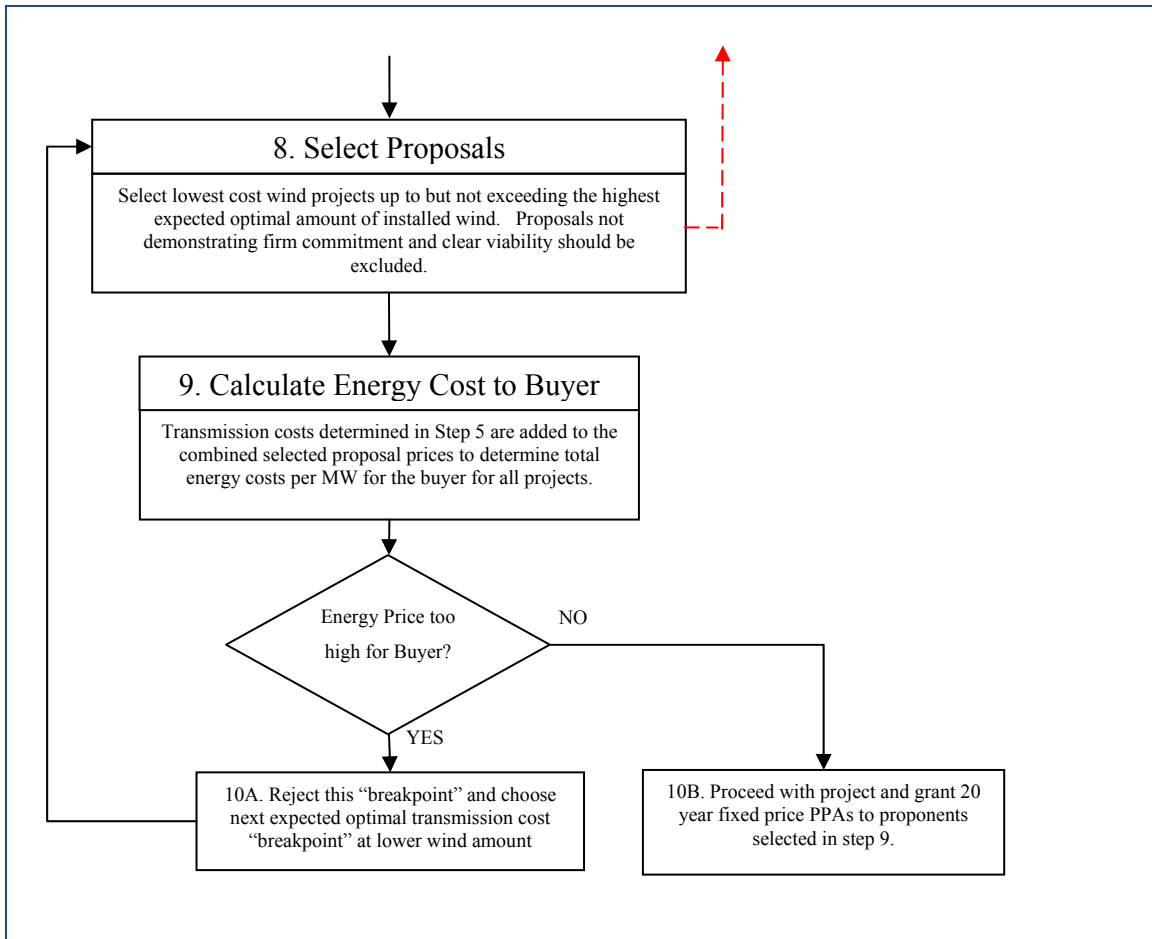 8. Select Proposals
Select lowest cost wind projects up to but not exceeding the highest
expected optimal amount of installed wind.   Proposals not
demonstrating firm commitment and clear viability should be
excluded.
9. Calculate Energy Cost to Buyer
Transmission costs determined in Step 5 are added to the
combined selected proposal prices to determine total
energy costs per MW for the buyer for all projects.
Energy Price too
high for Buyer?
NO
YES
10A. Reject this “breakpoint” and choose
next expected optimal transmission cost
“breakpoint” at lower wind amount
10B. Proceed with project and grant 20
year fixed price PPAs to proponents
selected in step 9.